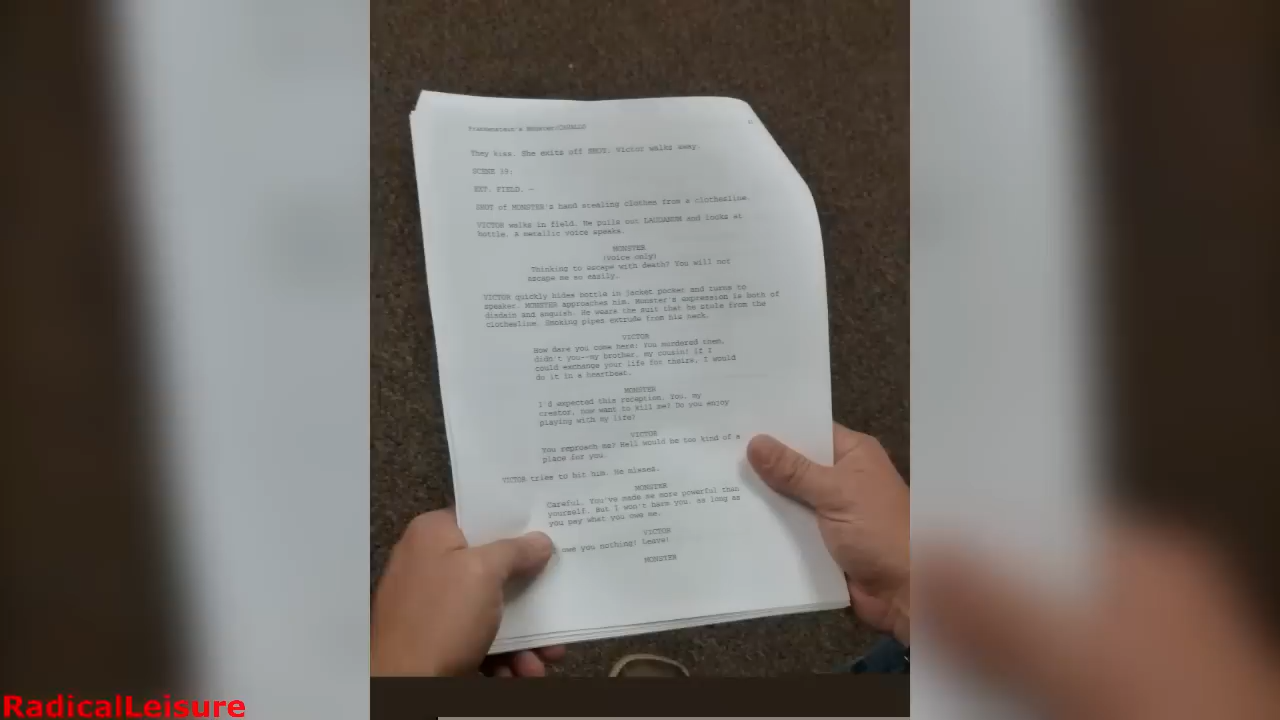 Frankenstein's Monster/COVELLO
They kiss. She exits off SHOT. Victor walks away.
SCENE 19:
EXT. FIELD. —
SHOT of MONSTER's hand stealing clothes from a clothesline.
VICTOR walks in field. He pulls out LAUDANUM and looks at
bottle. A metallic voice speaks.
MONSTER
(voice only)
Thinking to escape with death? You will not
escape me so easily.
VICTOR quickly hides bottle in jacket pocket and turns to
speaker. MONSTER approaches him. Monster's expression is both of
disdain and anguish. He wears the suit that he stole from the
clothesline. Smoking pipes extrude from his neck.
VICTOR
How dare you come here! You murdered them,
didn't you--my brother, my cousin! If I
could exchange your life for theirs, I would
do it in a heartbeat.
MONSTER
I'd expected this reception. You, my
creator, now want to kill me? Do you enjoy
playing with my life?
VICTOR
You reproach me? Hell would be too kind of a
place for you.
VICTOR tries to hit him. He misses.
MONSTER
Careful. You've made me more powerful than
yourself. But I won't harm you, as long as
you pay what you owe me.
VICTOR
owe you nothing! Leave!
MONSTER
RadicalLeisure